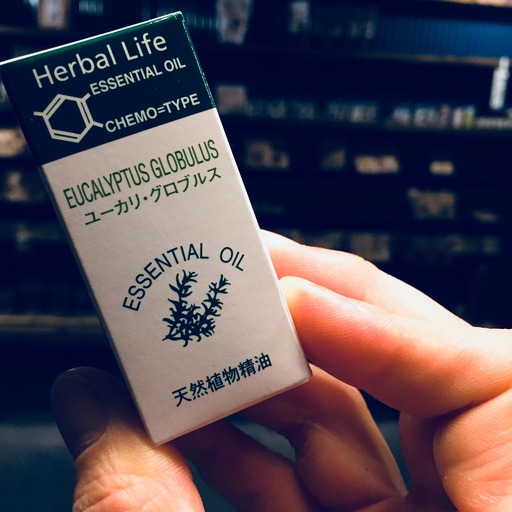 Herbal Life
ESSENTIAL OIL
CHEMO=TYPE
EUCALYPTUS GLOBULUS
ユーカリ・グロブルス
ESSENTIAL OIL
天然植物精油